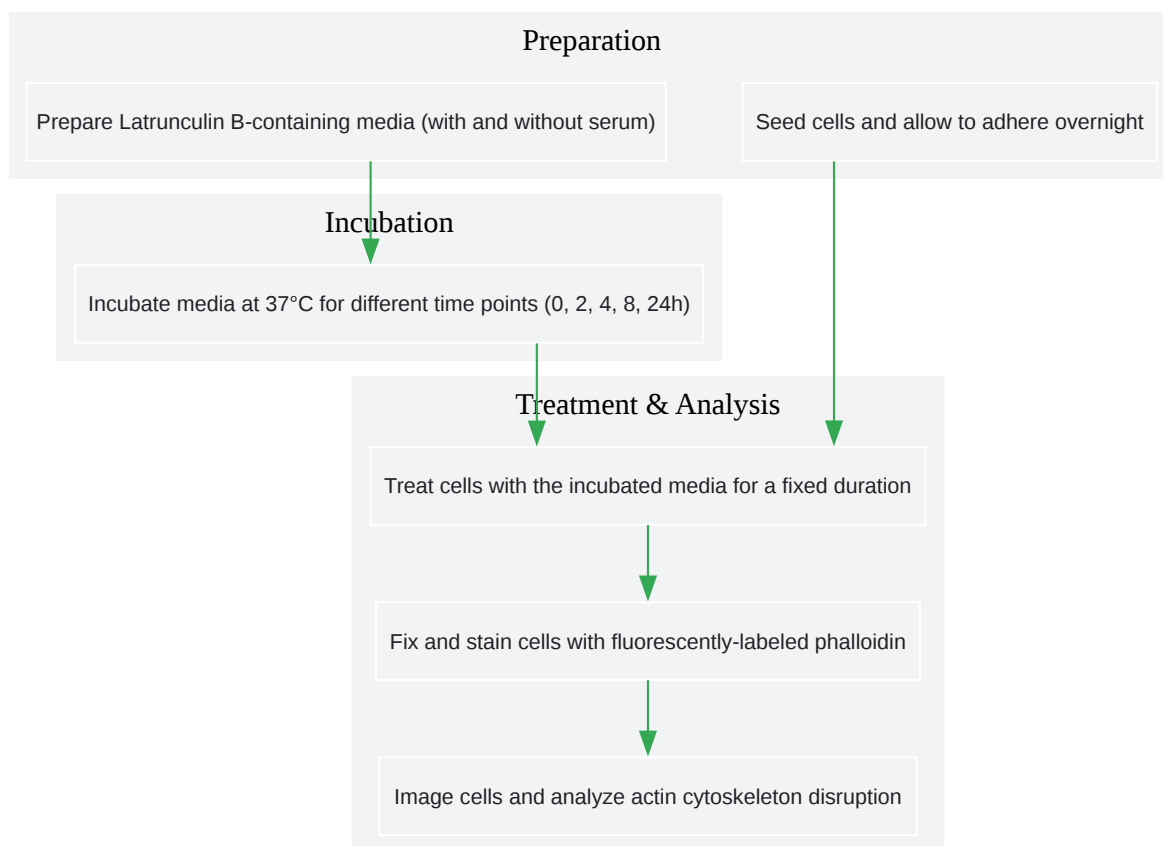 Preparation
Prepare Latrunculin B-containing media (with and without serum)
Seed cells and allow to adhere overnight
Incubation
Incubate media at 37°C for different time points (0, 2, 4, 8, 24h)
Treatment & Analysis
Treat cells with the incubated media for a fixed duration
Fix and stain cells with fluorescently-labeled phalloidin
Image cells and analyze actin cytoskeleton disruption